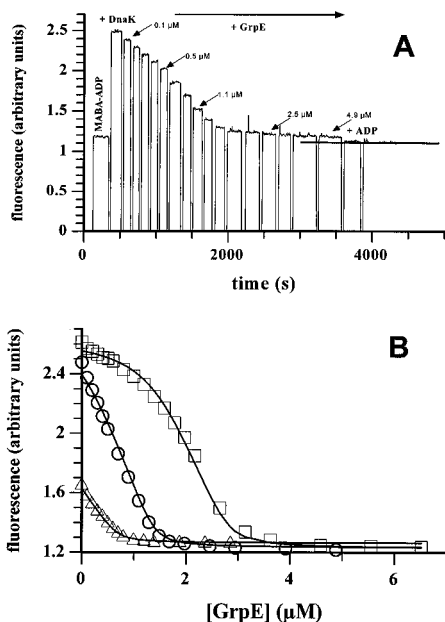 + DnaK
+ GrpE
A
0.1 µM
0.5 µM
1.1 µM
2.5 µM
4.9 µM
+ ADP
MABA-ADP
fluorescence (arbitrary units)
2.5
2
1.5
1
0.5
0
0
2000
4000
time (s)
B
fluorescence (arbitrary units)
2.4
2
1.6
1.2
0
2
4
6
[GrpE] (µM)